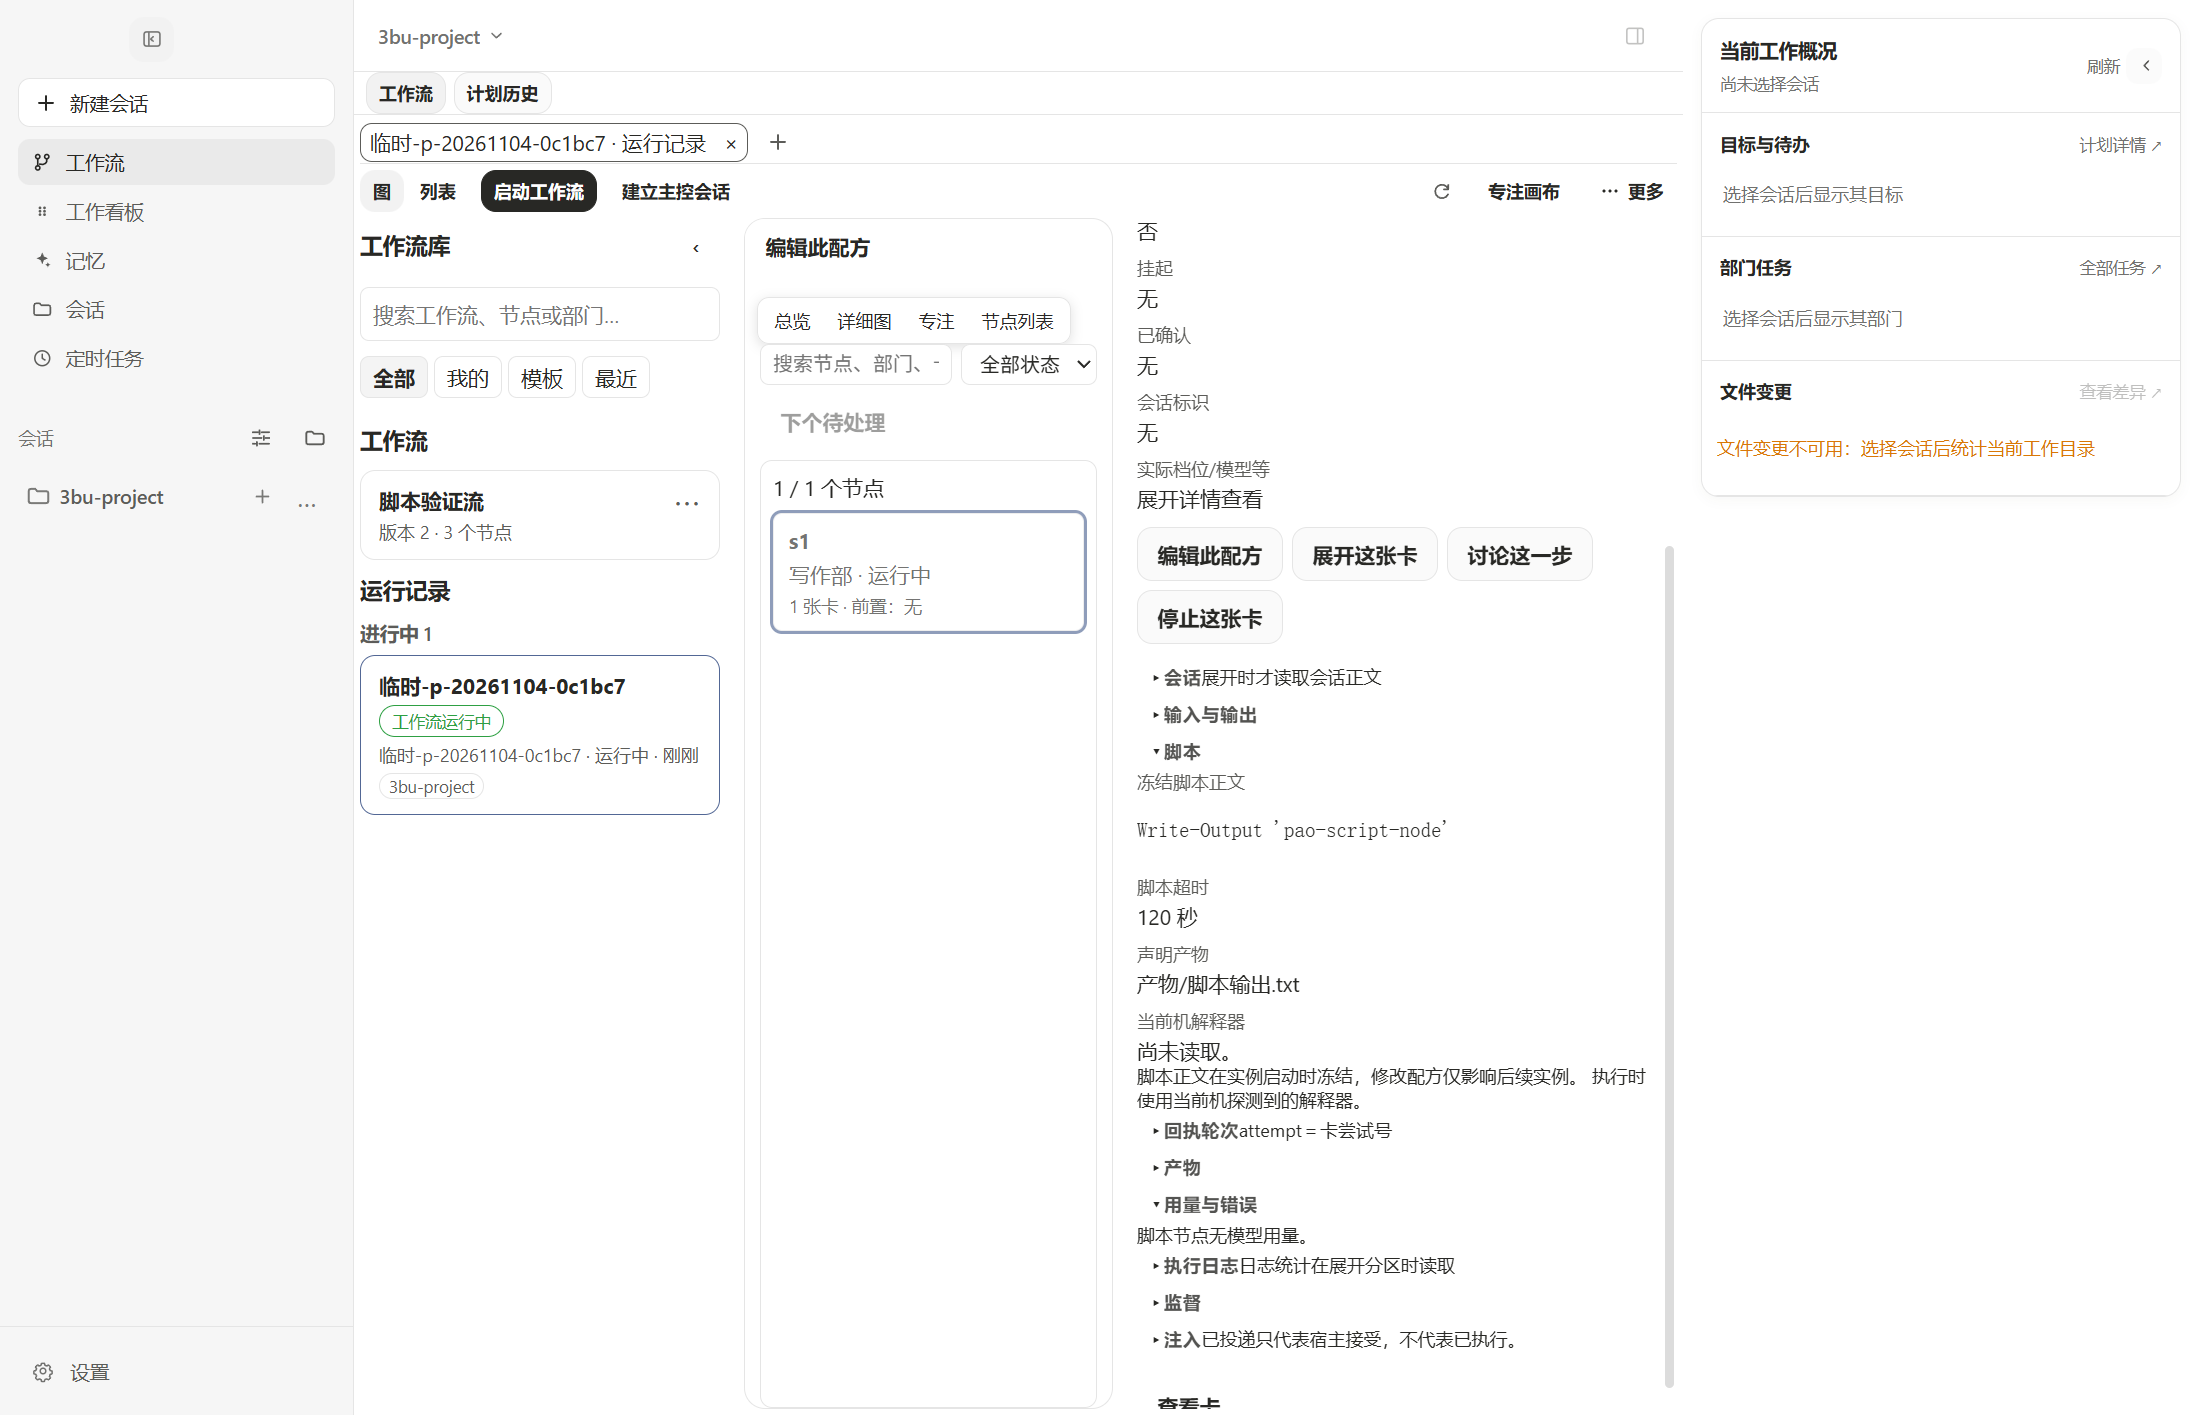 新建会话
工作流
工作看板
记忆
会话
定时任务
会话
3bu-project
设置
3bu-project
工作流
计划历史
临时-p-20261104-0c1bc7 · 运行记录 ×
图
列表
启动工作流
建立主控会话
专注画布
··· 更多
工作流库
搜索工作流、节点或部门...
全部
我的
模板
最近
工作流
脚本验证流
版本 2 · 3 个节点
运行记录
进行中 1
临时-p-20261104-0c1bc7
工作流运行中
临时-p-20261104-0c1bc7 · 运行中 · 刚刚
3bu-project
编辑此配方
总览
详细图
专注
节点列表
搜索节点、部门、
全部状态
下个待处理
1 / 1 个节点
s1
写作部 · 运行中
1 张卡 · 前置：无
否
挂起
无
已确认
无
会话标识
无
实际档位/模型等
展开详情查看
编辑此配方
展开这张卡
讨论这一步
停止这张卡
会话展开时才读取会话正文
输入与输出
脚本
冻结脚本正文
Write-Output 'pao-script-node'
脚本超时
120 秒
声明产物
产物/脚本输出.txt
当前机解释器
尚未读取。
脚本正文在实例启动时冻结，修改配方仅影响后续实例。 执行时
使用当前机探测到的解释器。
回执轮次attempt = 卡尝试号
产物
用量与错误
脚本节点无模型用量。
执行日志日志统计在展开分区时读取
监督
注入已投递只代表宿主接受，不代表已执行。
查看卡
当前工作概况
尚未选择会话
刷新
目标与待办
计划详情 ↗
选择会话后显示其目标
部门任务
全部任务 ↗
选择会话后显示其部门
文件变更
查看差异 ↗
文件变更不可用：选择会话后统计当前工作目录